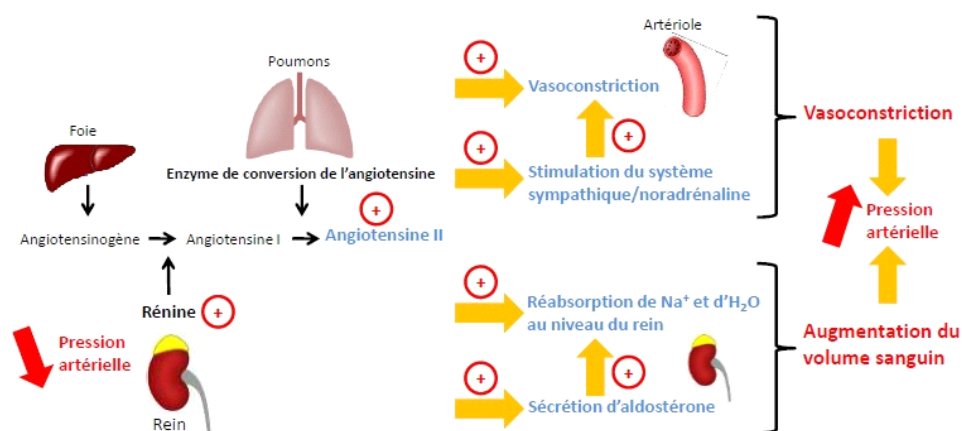 Foie
Poumons
Enzyme de conversion de l’angiotensine
+
Angiotensinogène
Angiotensine I
Angiotensine II
Rénine
+
Pression
artérielle
Rein
+
Vasoconstriction
Artériole
+
+
Stimulation du système
sympathique/noradrénaline
+
Réabsorption de Na⁺ et d’H₂O
au niveau du rein
+
+
Sécrétion d’aldostérone
Vasoconstriction
Pression
artérielle
Augmentation du
volume sanguin